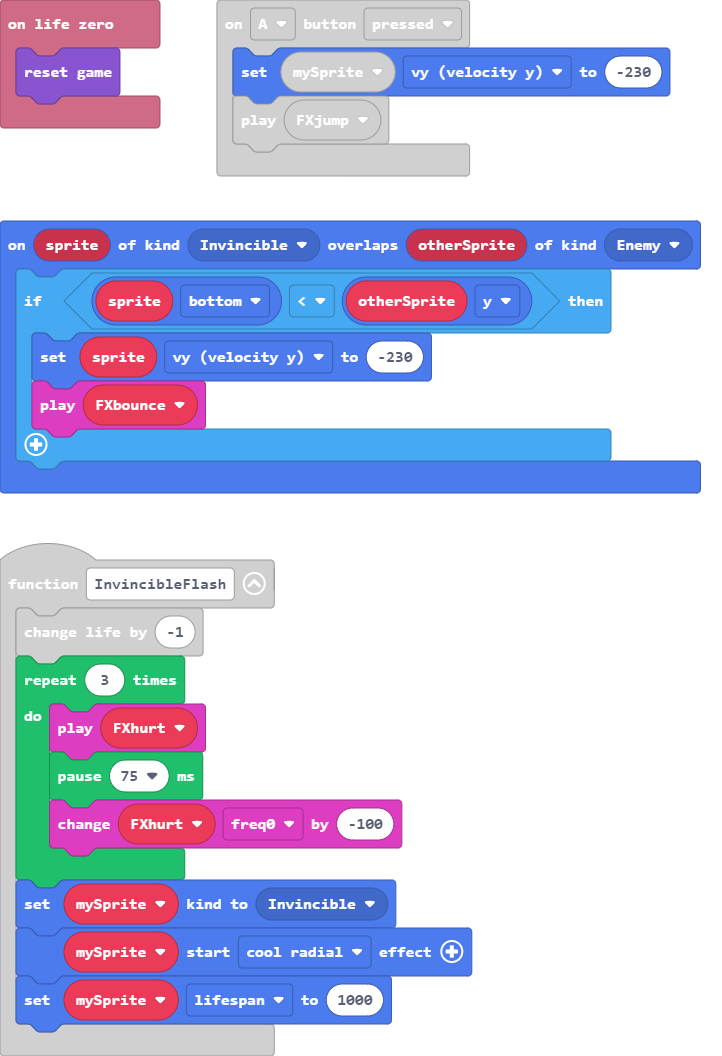 on life zero
reset game
on A button pressed
set mySprite vy (velocity y) to -230
play FXjump
on sprite of kind Invincible overlaps otherSprite of kind Enemy
if sprite bottom < otherSprite y then
set sprite vy (velocity y) to -230
play FXbounce
function InvincibleFlash
change life by -1
repeat 3 times
do
play FXhurt
pause 75 ms
change FXhurt freq0 by -100
set mySprite kind to Invincible
mySprite start cool radial effect
set mySprite lifespan to 1000